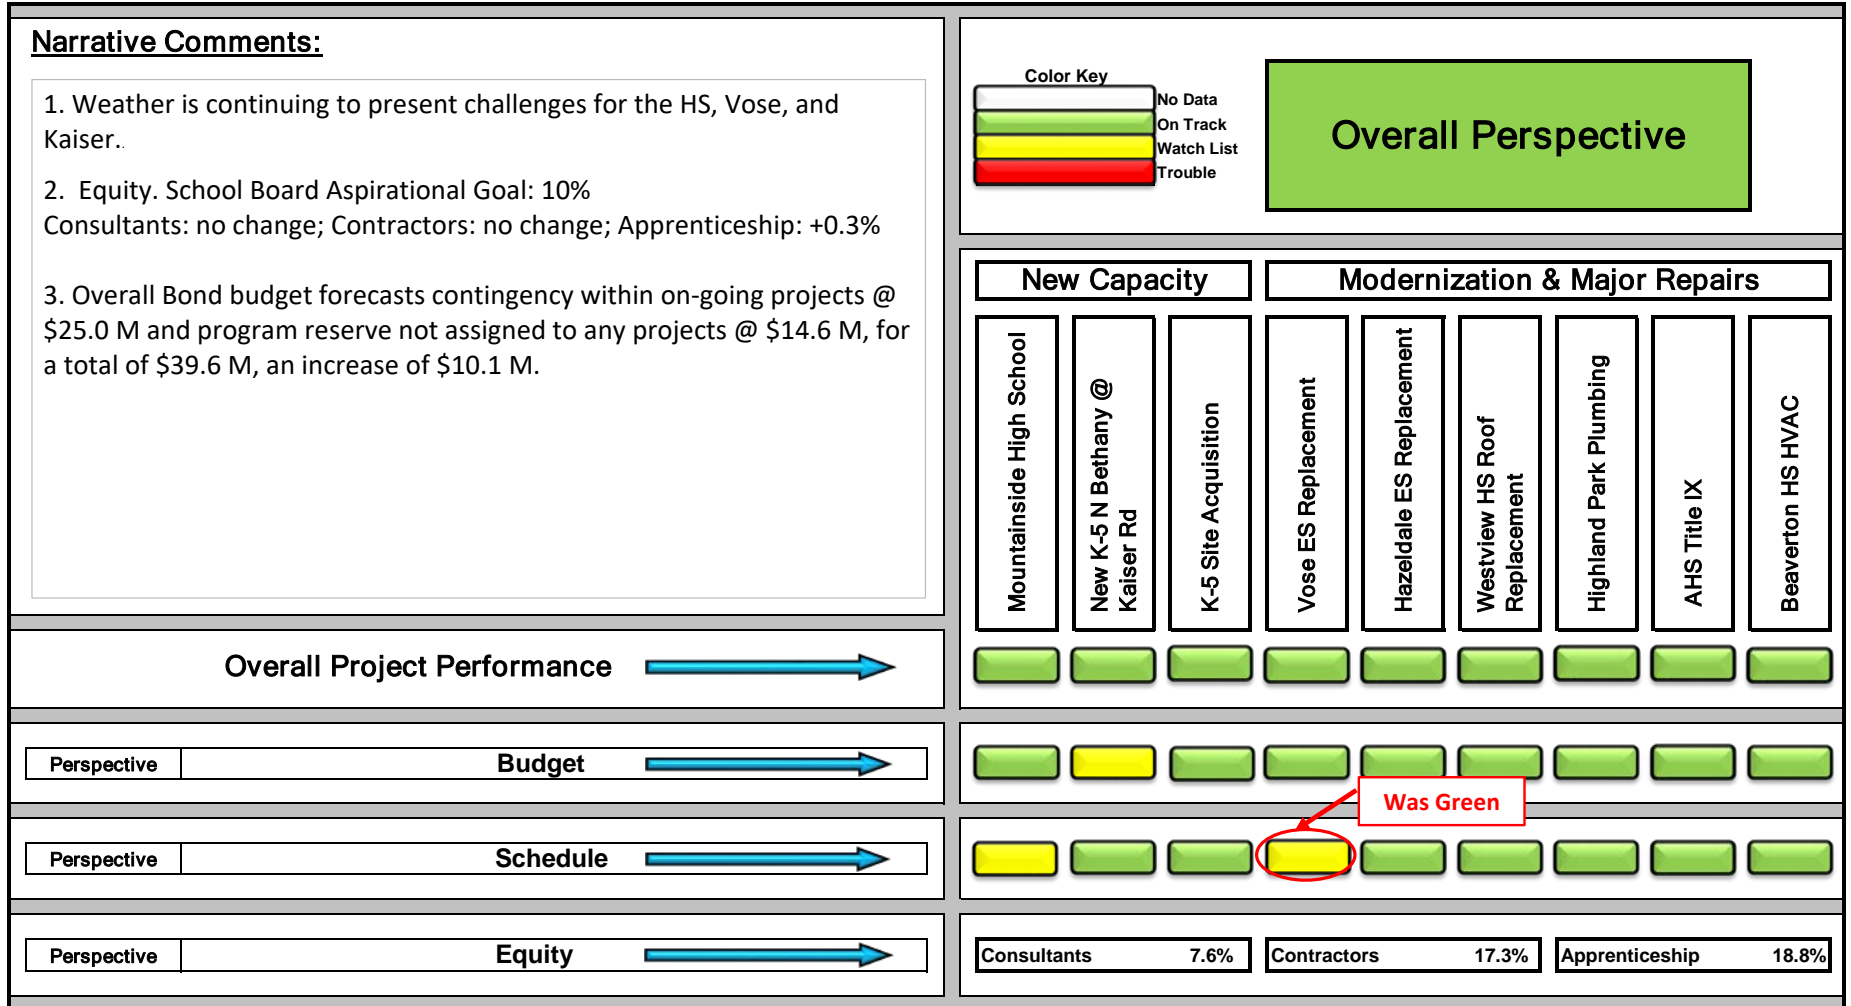 Narrative Comments:
1. Weather is continuing to present challenges for the HS, Vose, and
Kaiser..
2.  Equity. School Board Aspirational Goal: 10%
Consultants: no change; Contractors: no change; Apprenticeship: +0.3%
3. Overall Bond budget forecasts contingency within on-going projects @
$25.0 M and program reserve not assigned to any projects @ $14.6 M, for
a total of $39.6 M, an increase of $10.1 M.
Color Key
No Data
On Track
Watch List
Trouble
Overall Perspective
New Capacity
Modernization & Major Repairs
Mountainside High School
New K-5 N Bethany @
Kaiser Rd
K-5 Site Acquisition
Vose ES Replacement
Hazeldale ES Replacement
Westview HS Roof
Replacement
Highland Park Plumbing
AHS Title IX
Beaverton HS HVAC
Overall Project Performance
Perspective
Budget
Was Green
Perspective
Schedule
Perspective
Equity
Consultants 7.6%
Contractors 17.3%
Apprenticeship 18.8%